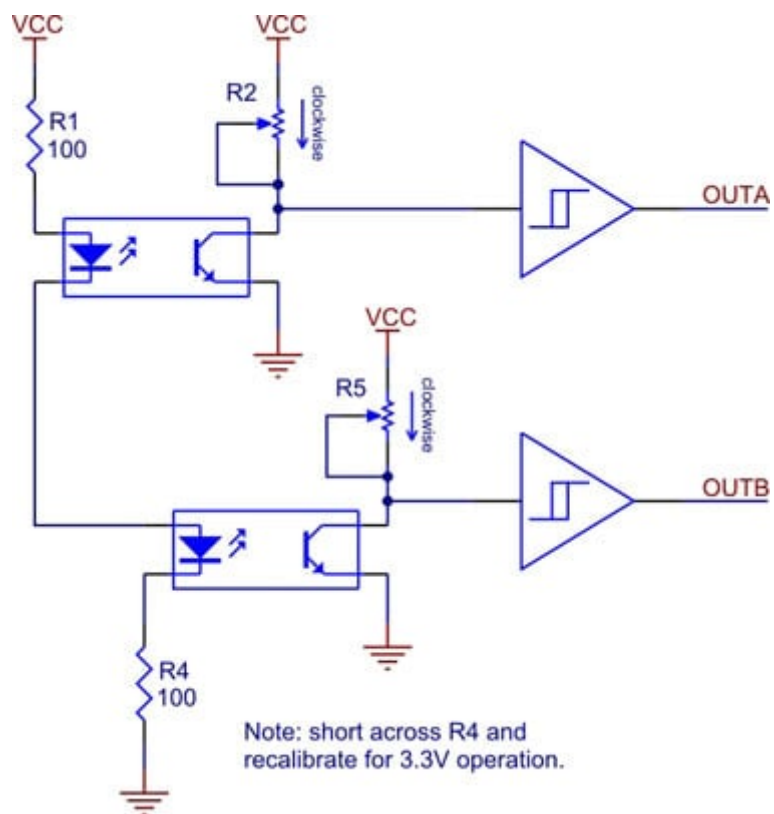 VCC
VCC
R2
clockwise
R1
100
OUTA
VCC
R5
clockwise
OUTB
R4
100
Note: short across R4 and
recalibrate for 3.3V operation.